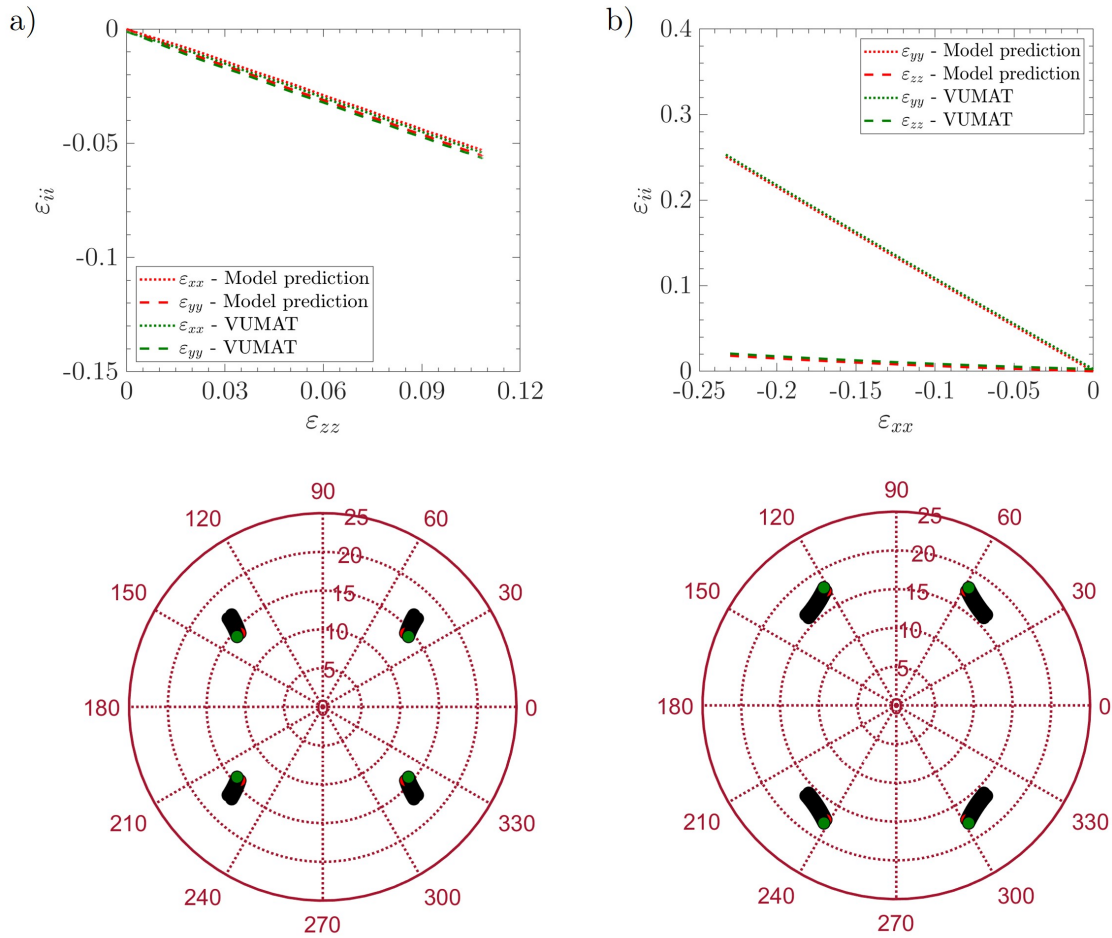 a)
0
-0.05
-0.1
-0.15
ε_ii
ε_xx - Model prediction
ε_yy - Model prediction
ε_xx - VUMAT
ε_yy - VUMAT
0 0.03 0.06 0.09 0.12
ε_zz
b)
0.4
0.3
0.2
0.1
0
ε_ii
ε_yy - Model prediction
ε_zz - Model prediction
ε_yy - VUMAT
ε_zz - VUMAT
-0.25 -0.2 -0.15 -0.1 -0.05 0
ε_xx
90
120 25 60
20
150 15 30
10
5
180 0 0
210 330
240 300
270
90
120 25 60
20
150 15 30
10
5
180 0 0
210 330
240 300
270